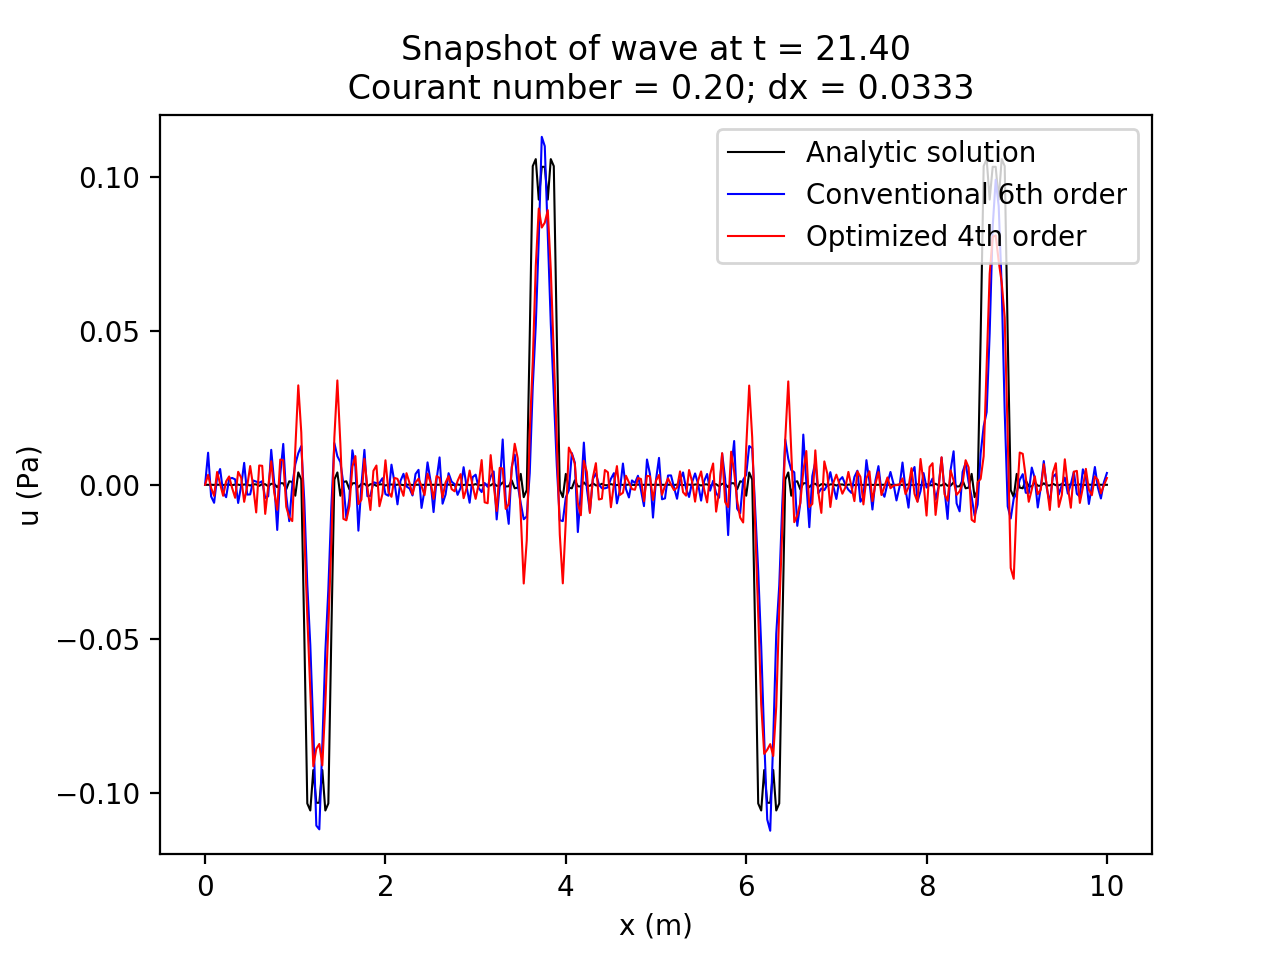 Snapshot of wave at t = 21.40
Courant number = 0.20; dx = 0.0333
Analytic solution
Conventional 6th order
Optimized 4th order
0.10
0.05
0.00
−0.05
−0.10
u (Pa)
0 2 4 6 8 10
x (m)